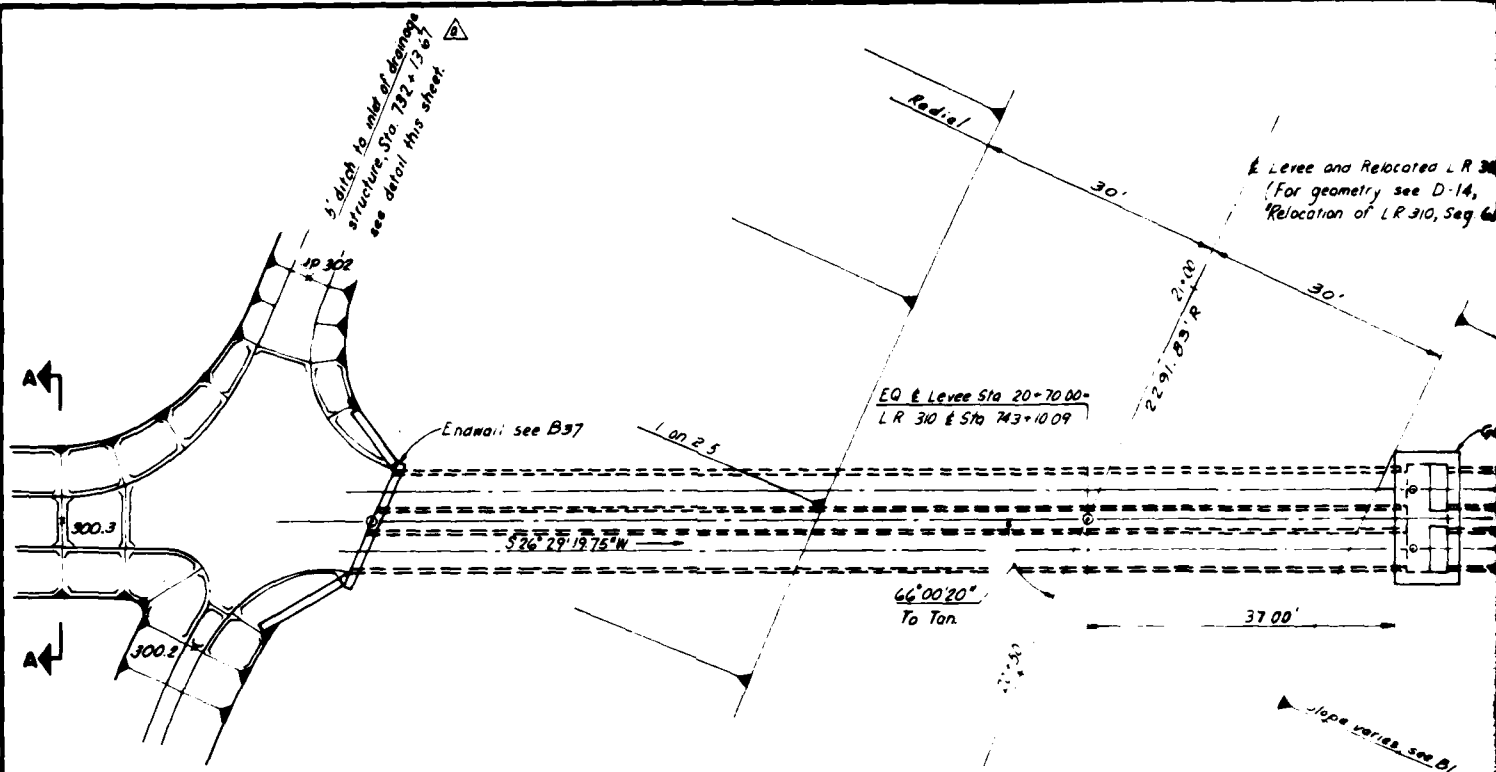 6' ditch to inlet of drainage
structure, Sta. 732 + 13.67
see detail this sheet.
a
Radial
30'
℄ Levee and Relocated L R
(For geometry see D-14,
"Relocation of L R 310, Seg.
30'
21+00
2291.83' R
302
A
300.3
EQ ℄ Levee Sta 20+70.00=
L R 310 ℄ Sta 743+10.09
Endwall see B37
1 on 2.5
S 26° 29' 19.75" W
66° 00' 20"
To Tan.
37.00'
300.2
A
slope varies, see